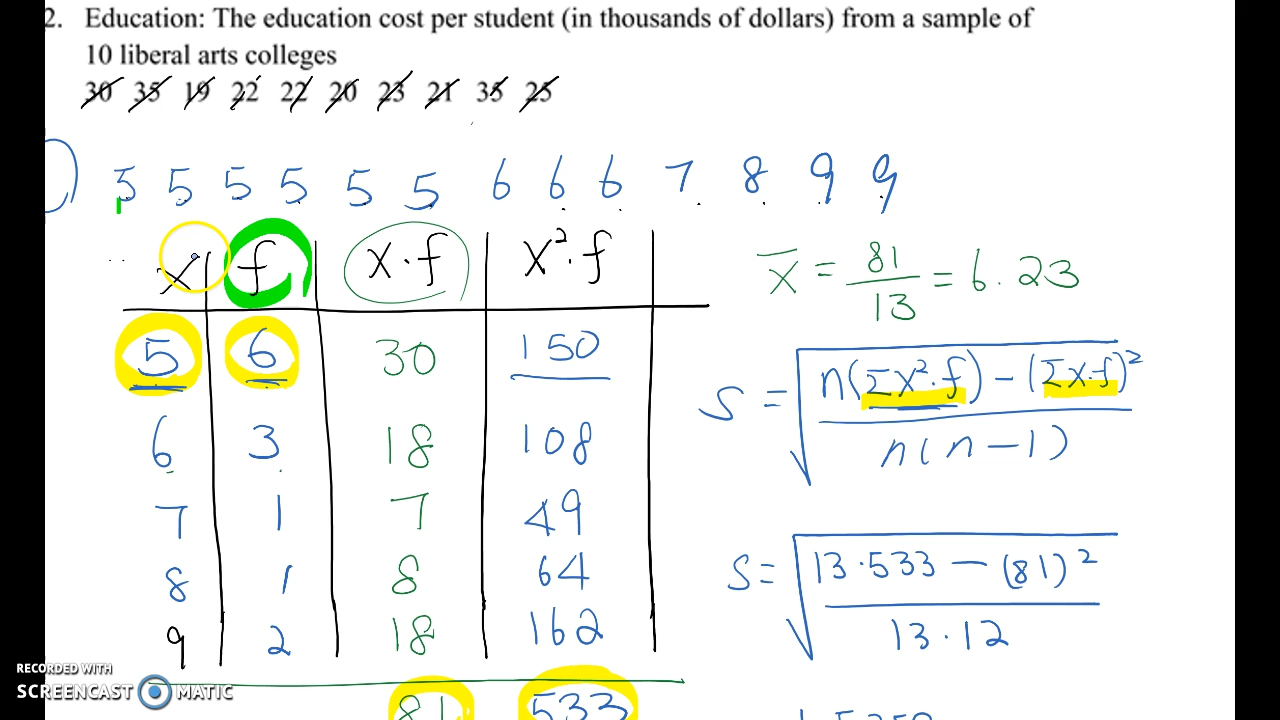 2. Education: The education cost per student (in thousands of dollars) from a sample of
10 liberal arts colleges
30 35 19 22 22 20 23 21 35 25
) 5 5 5 5 5 5 6 6 6 7 8 9 9
x f x·f x²·f
x̄ = 81/13 = 6.23
5 6 30 150
S = √((n(Σx²·f) - (Σx·f)²)/(n(n-1)))
6 3 18 108
7 1 7 49
8 1 8 64
S = √((13·533 - (81)²)/(13·12))
9 2 18 162
81 533
RECORDED WITH
SCREENCAST MATIC